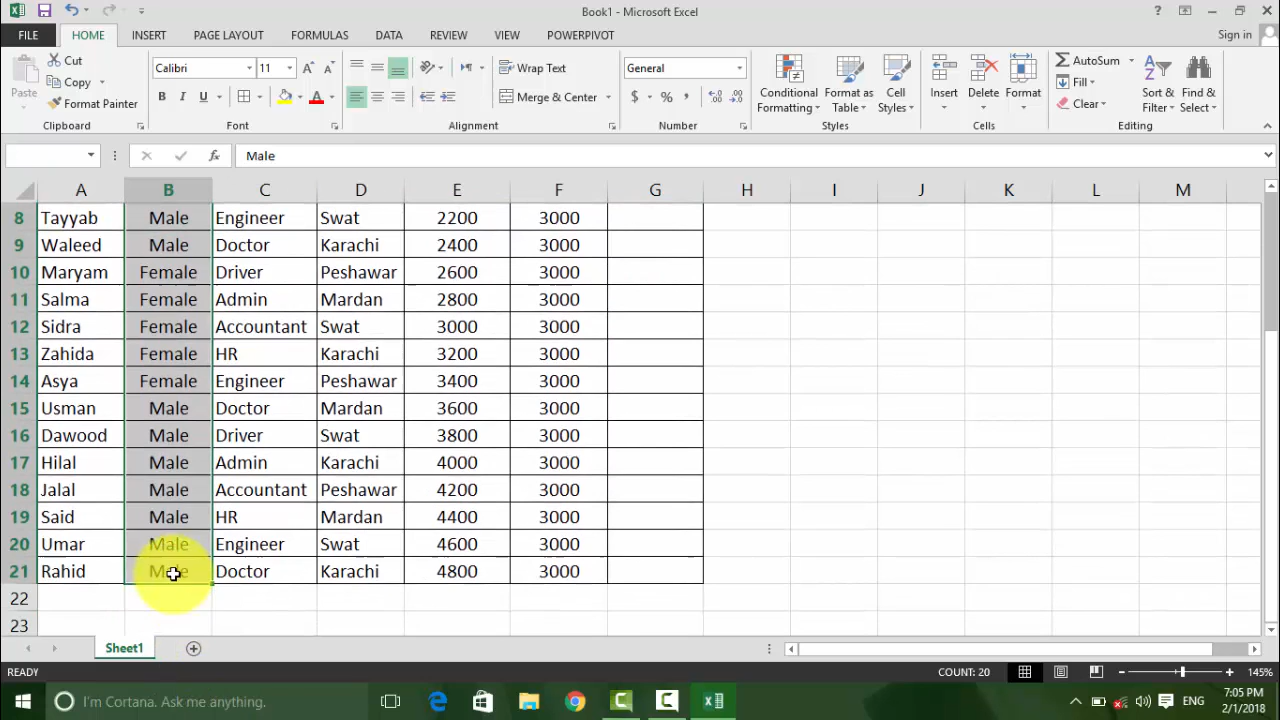 Book1 - Microsoft Excel
?
FILE HOME INSERT PAGE LAYOUT FORMULAS DATA REVIEW VIEW POWERPIVOT Sign in
Paste Cut Copy Format Painter Clipboard
Calibri 11 B I U Font
Wrap Text Merge & Center Alignment
General $ % , Number
Conditional Formatting Format as Table Cell Styles Styles
Insert Delete Format Cells
AutoSum Fill Clear Sort & Filter Find & Select Editing
fx Male
A B C D E F G H I J K L M
8 Tayyab Male Engineer Swat 2200 3000
9 Waleed Male Doctor Karachi 2400 3000
10 Maryam Female Driver Peshawar 2600 3000
11 Salma Female Admin Mardan 2800 3000
12 Sidra Female Accountant Swat 3000 3000
13 Zahida Female HR Karachi 3200 3000
14 Asya Female Engineer Peshawar 3400 3000
15 Usman Male Doctor Mardan 3600 3000
16 Dawood Male Driver Swat 3800 3000
17 Hilal Male Admin Karachi 4000 3000
18 Jalal Male Accountant Peshawar 4200 3000
19 Said Male HR Mardan 4400 3000
20 Umar Male Engineer Swat 4600 3000
21 Rahid Male Doctor Karachi 4800 3000
22
23
Sheet1
READY COUNT: 20 145%
I'm Cortana. Ask me anything. ENG 7:05 PM
2/1/2018